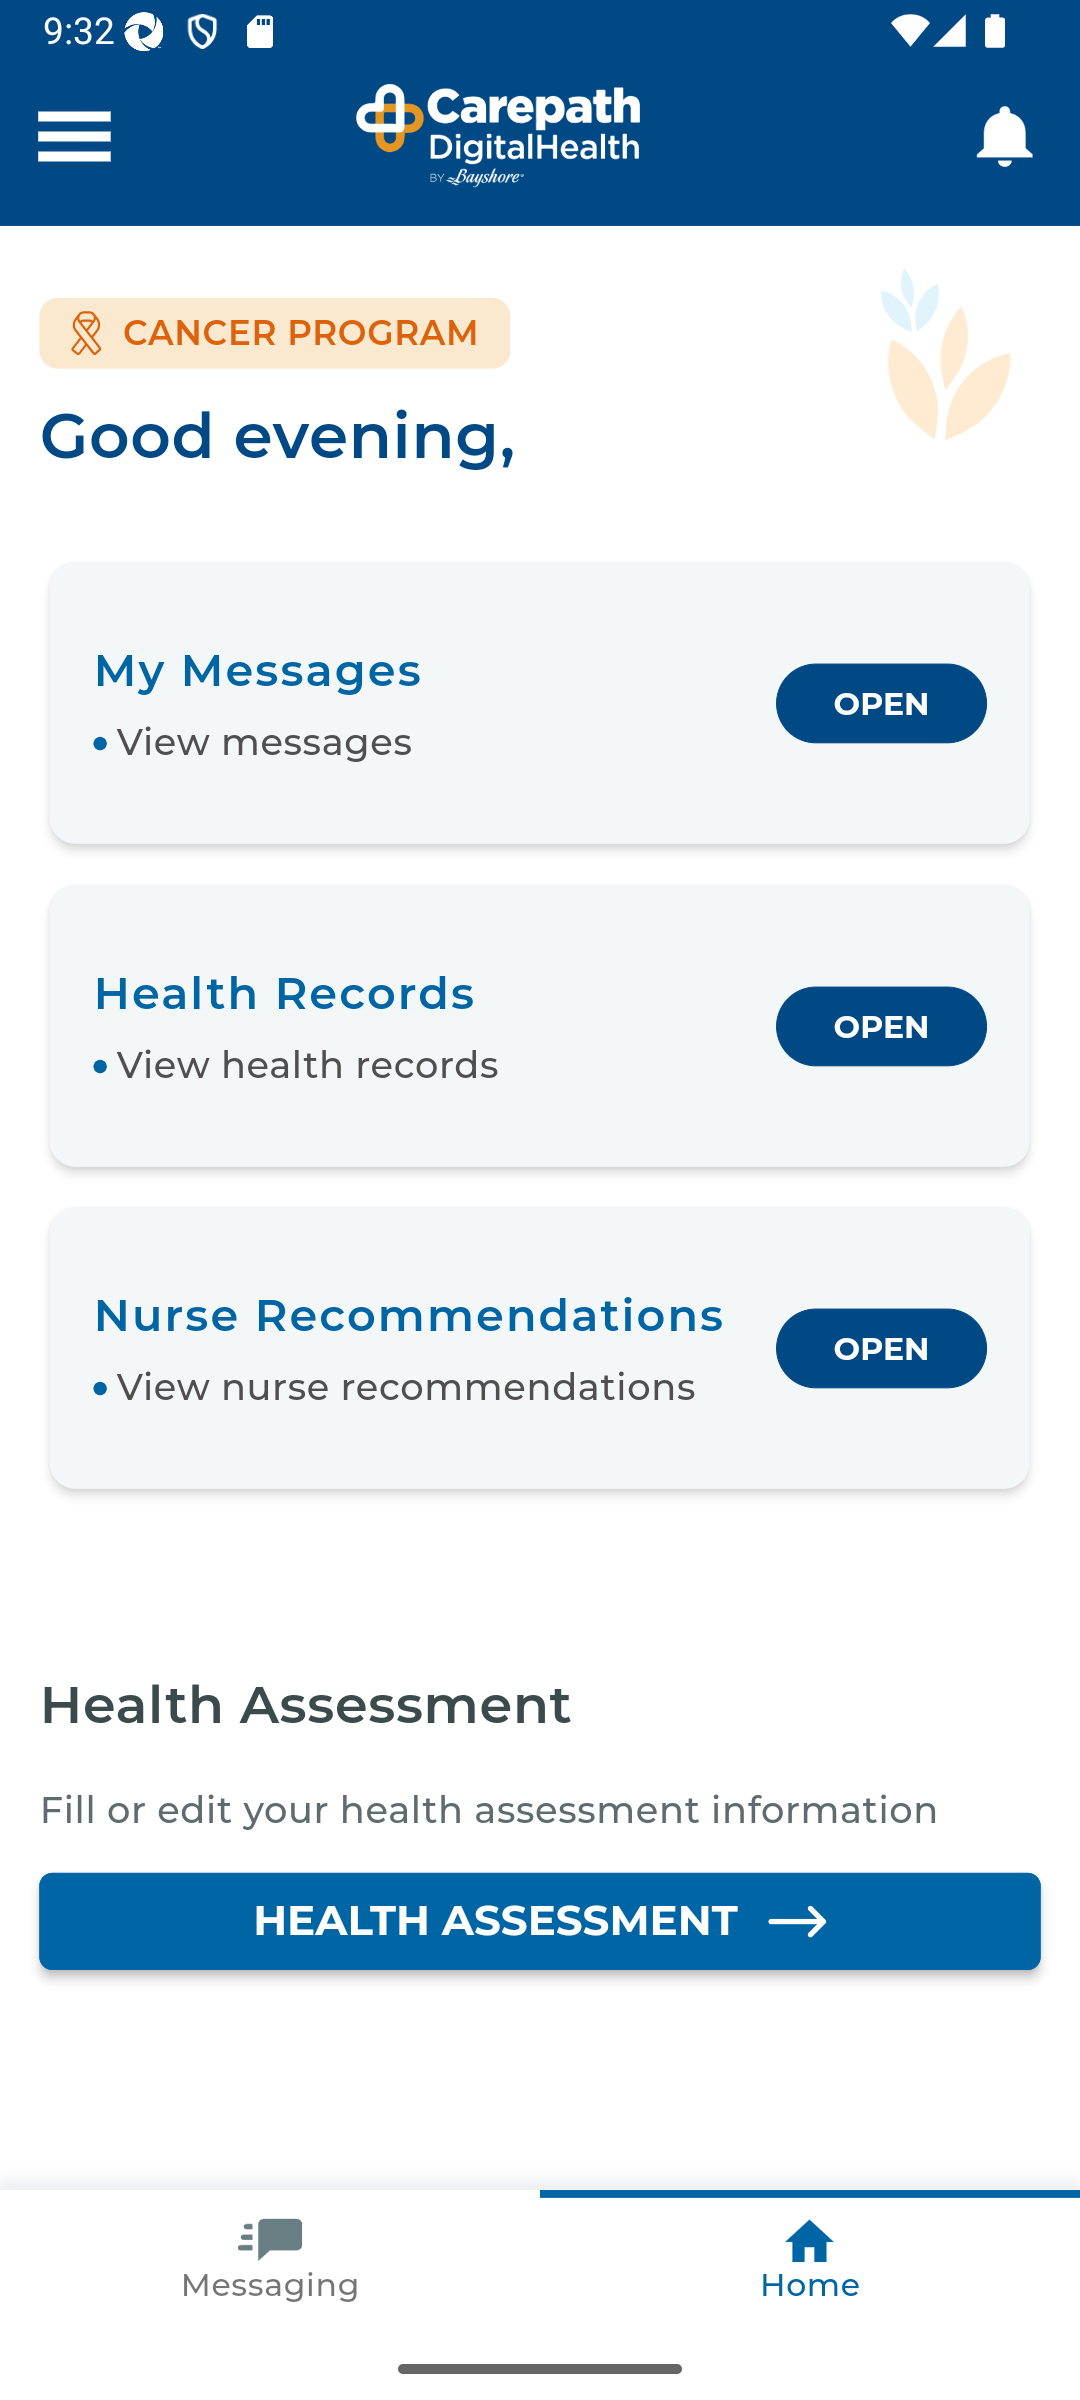 9:32
Carepath
DigitalHealth
BY Bayshore
CANCER PROGRAM
Good evening,
My Messages
• View messages
OPEN
Health Records
• View health records
OPEN
Nurse Recommendations
• View nurse recommendations
OPEN
Health Assessment
Fill or edit your health assessment information
HEALTH ASSESSMENT →
Messaging
Home